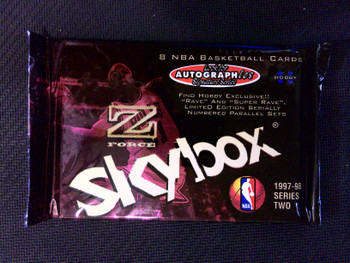 8 NBA Basketball Cards
AUTOGRAPHics
Find Hobby Exclusive!!
"Rave" and "Super Rave",
Limited Edition Serially
Numbered Parallel Sets
HOBBY
Z
FORCE
SKYBOX®
NBA
1997-98
SERIES
TWO